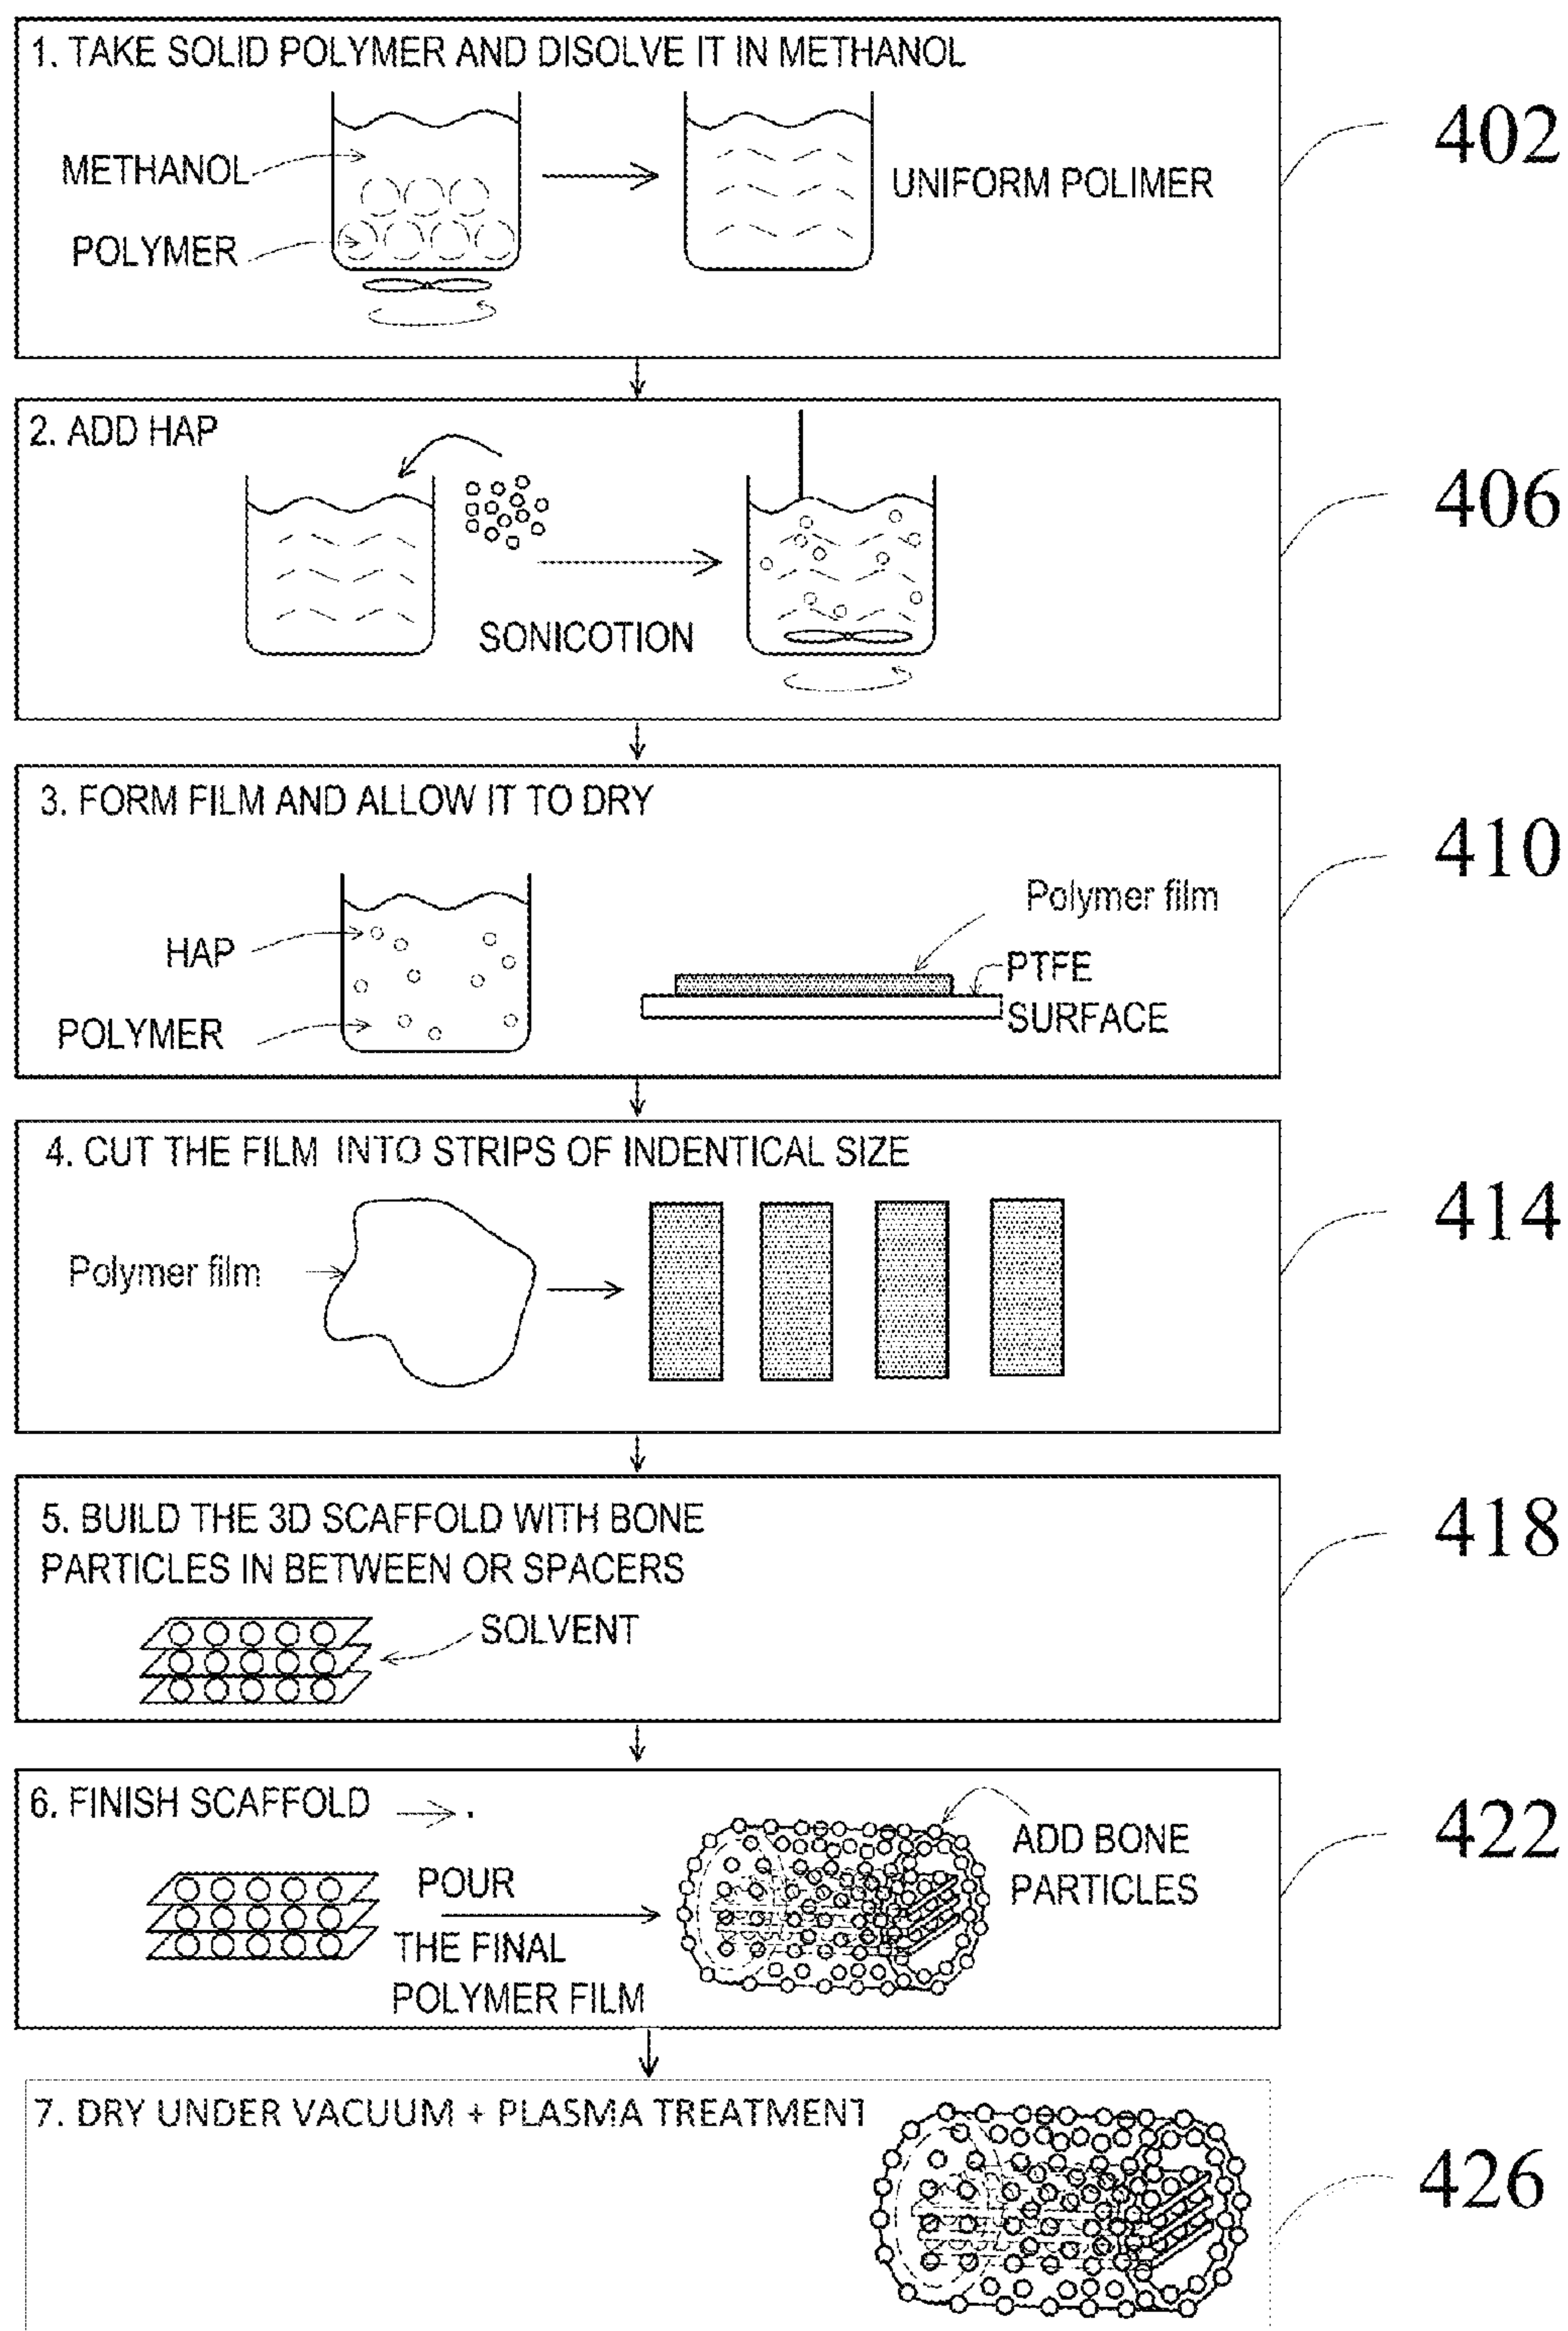 1. TAKE SOLID POLYMER AND DISOLVE IT IN METHANOL
402
METHANOL
UNIFORM POLIMER
POLYMER
2. ADD HAP
406
SONICOTION
3. FORM FILM AND ALLOW IT TO DRY
410
Polymer film
HAP
PTFE
SURFACE
POLYMER
4. CUT THE FILM INTO STRIPS OF INDENTICAL SIZE
414
Polymer film
5. BUILD THE 3D SCAFFOLD WITH BONE
PARTICLES IN BETWEEN OR SPACERS
418
SOLVENT
6. FINISH SCAFFOLD .
422
ADD BONE
PARTICLES
POUR
THE FINAL
POLYMER FILM
7. DRY UNDER VACUUM + PLASMA TREATMENT
426